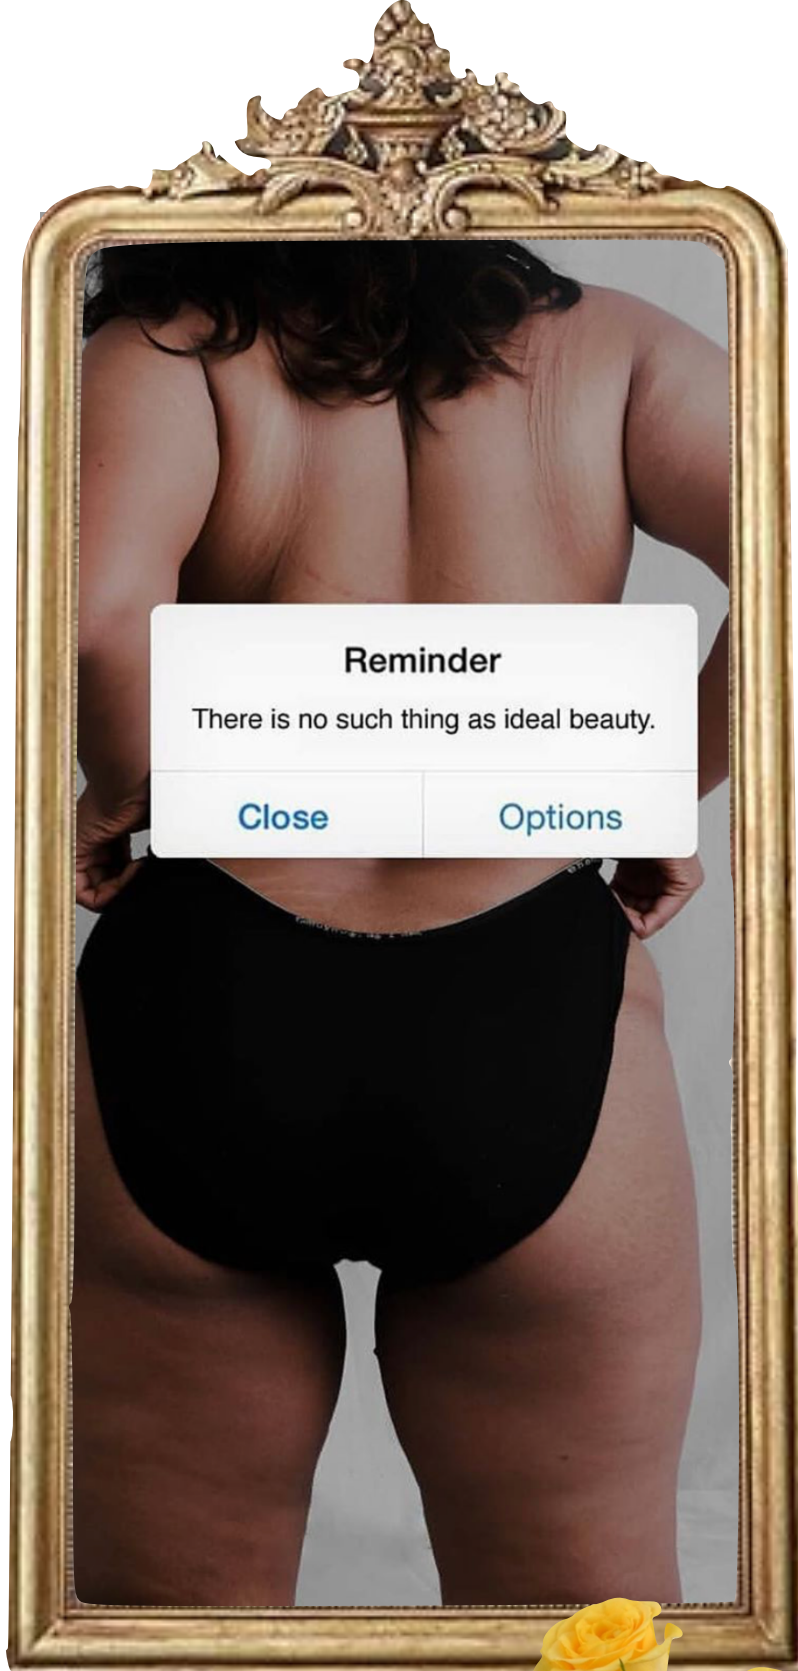 Reminder
There is no such thing as ideal beauty.
Close
Options